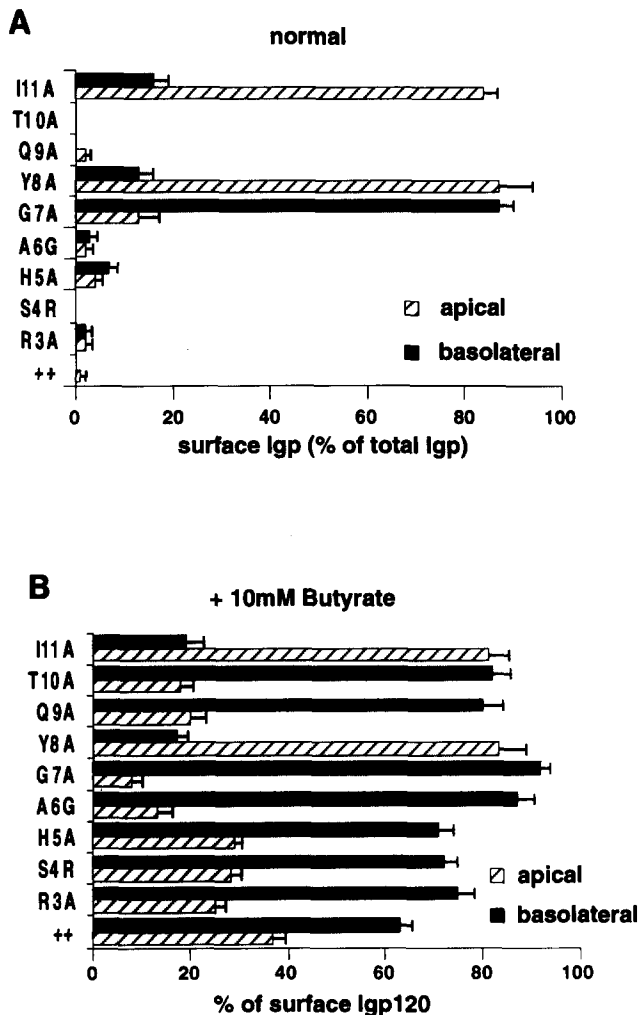 A
normal
I11A
T10A
Q9A
Y8A
G7A
A6G
H5A
S4R
R3A
++
apical
basolateral
0 20 40 60 80 100
surface lgp (% of total lgp)
B
+ 10mM Butyrate
I11A
T10A
Q9A
Y8A
G7A
A6G
H5A
S4R
R3A
++
apical
basolateral
0 20 40 60 80 100
% of surface lgp120